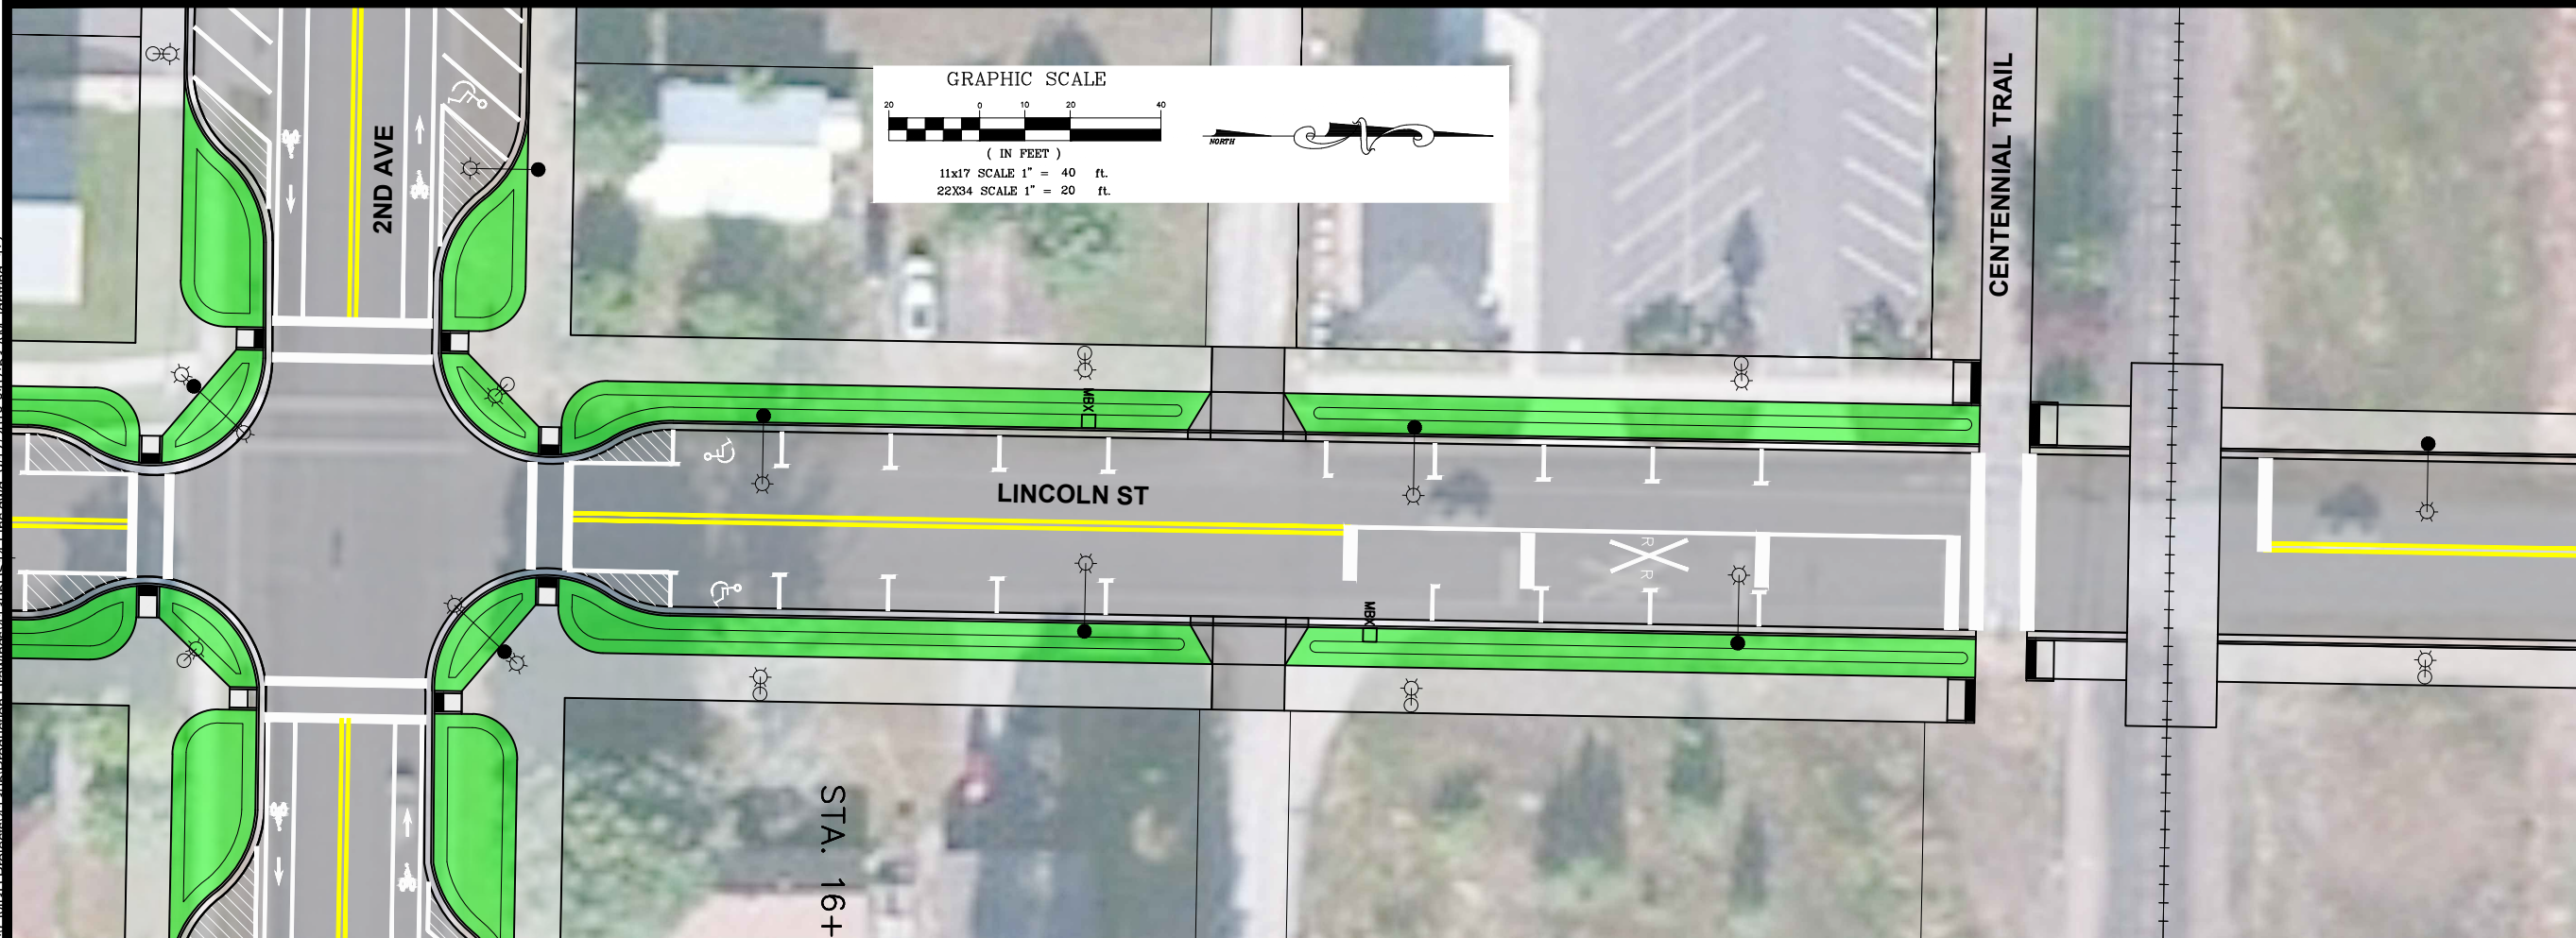 GRAPHIC SCALE
20 0 10 20 40
( IN FEET )
11x17 SCALE 1" = 40 ft.
22X34 SCALE 1" = 20 ft.
NORTH
2ND AVE
CENTENNIAL TRAIL
MBX
LINCOLN ST
R
R
MBX
STA. 16+